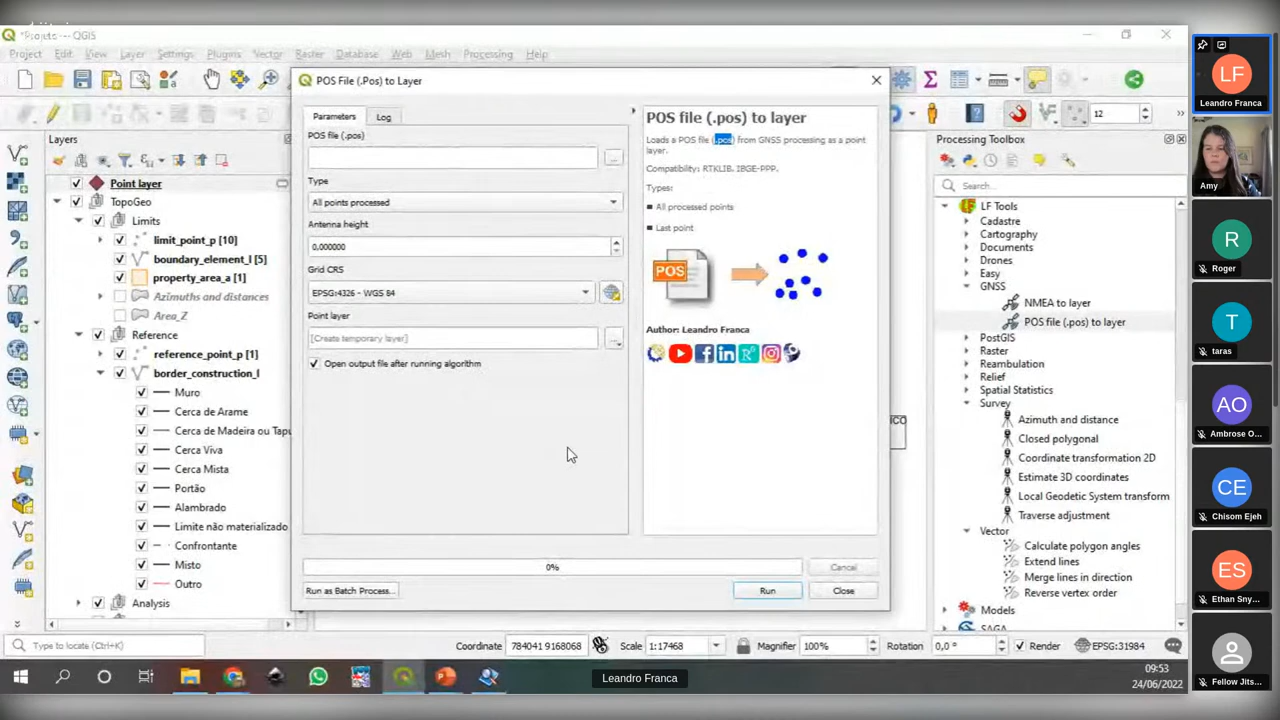 *Projeto — QGIS
Project Edit View Layer Settings Plugins Vector Raster Database Web Mesh Processing Help
12
Layers
Point layer
TopoGeo
Limits
limit_point_p [10]
boundary_element_l [5]
property_area_a [1]
Azimuths and distances
Area_Z
Reference
reference_point_p [1]
border_construction_l
Muro
Cerca de Arame
Cerca de Madeira ou Tapu
Cerca Viva
Cerca Mista
Portão
Alambrado
Limite não materializado
Confrontante
Misto
Outro
Analysis
POS File (.Pos) to Layer
Parameters
Log
POS file (.pos)
...
Type
All points processed
Antenna height
0,000000
Grid CRS
EPSG:4326 - WGS 84
Point layer
[Create temporary layer]
...
Open output file after running algorithm
0%
Cancel
Run as Batch Process...
Run
Close
POS file (.pos) to layer
Loads a POS file (.pos) from GNSS processing as a point
layer.
Compatibility: RTKLIB, IBGE-PPP.
Types:
All processed points
Last point
POS
Author: Leandro Franca
Processing Toolbox
Search...
LF Tools
Cadastre
Cartography
Documents
Drones
Easy
GNSS
NMEA to layer
POS file (.pos) to layer
PostGIS
Raster
Reambulation
Relief
Spatial Statistics
Survey
Azimuth and distance
Closed polygonal
Coordinate transformation 2D
Estimate 3D coordinates
Local Geodetic System transform
Traverse adjustment
Vector
Calculate polygon angles
Extend lines
Merge lines in direction
Reverse vertex order
Models
SAGA
Type to locate (Ctrl+K)
Coordinate 784041 9168068 Scale 1:17468 Magnifier 100% Rotation 0,0 ° Render EPSG:31984
09:53
24/06/2022
Leandro Franca
LF
Leandro Franca
Amy
R
Roger
T
taras
AO
Ambrose O...
CE
Chisom Ejeh
ES
Ethan Sny...
Fellow Jits...